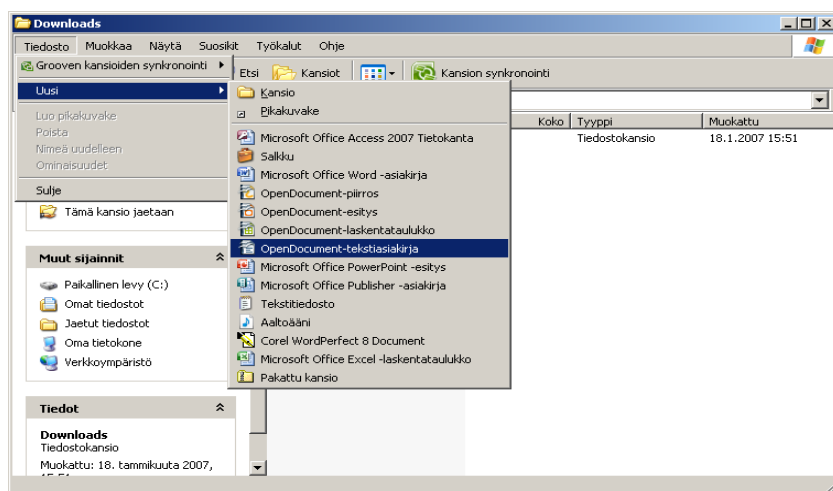 Downloads
Tiedosto Muokkaa Näytä Suosikit Työkalut Ohje
Grooven kansioiden synkronointi
Etsi Kansiot Kansion synkronointi
Uusi
Luo pikakuvake
Poista
Nimeä uudelleen
Ominaisuudet
Sulje
Kansio
Pikakuvake
Microsoft Office Access 2007 Tietokanta
Salkku
Microsoft Office Word -asiakirja
OpenDocument-piirros
OpenDocument-esitys
OpenDocument-laskentataulukko
OpenDocument-tekstiasiakirja
Microsoft Office PowerPoint -esitys
Microsoft Office Publisher -asiakirja
Tekstitiedosto
Aaltoääni
Corel WordPerfect 8 Document
Microsoft Office Excel -laskentataulukko
Pakattu kansio
Koko Tyyppi Muokattu
Tiedostokansio 18.1.2007 15:51
Tämä kansio jaetaan
Muut sijainnit
Paikallinen levy (C:)
Omat tiedostot
Jaetut tiedostot
Oma tietokone
Verkkoympäristö
Tiedot
Downloads
Tiedostokansio
Muokattu: 18. tammikuuta 2007,